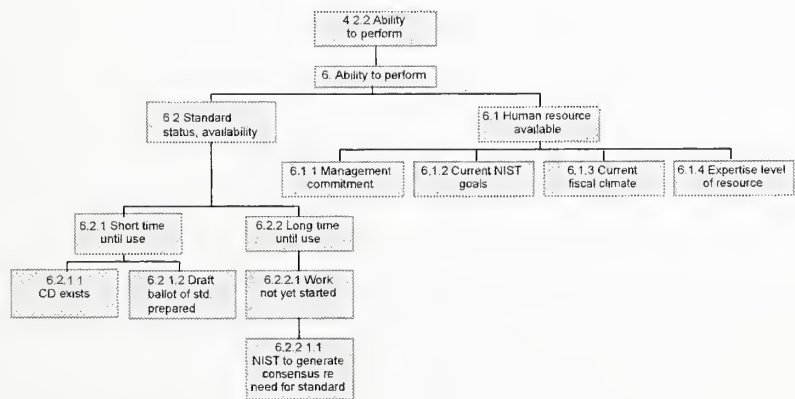 4.2.2 Ability
to perform
6. Ability to perform
6.2 Standard
status, availability
6.1 Human resource
available
6.1.1 Management
commitment
6.1.2 Current NIST
goals
6.1.3 Current
fiscal climate
6.1.4 Expertise level
of resource
6.2.1 Short time
until use
6.2.2 Long time
until use
6.2.1.1
CD exists
6.2.1.2 Draft
ballot of std.
prepared
6.2.2.1 Work
not yet started
6.2.2.1.1
NIST to generate
consensus re
need for standard